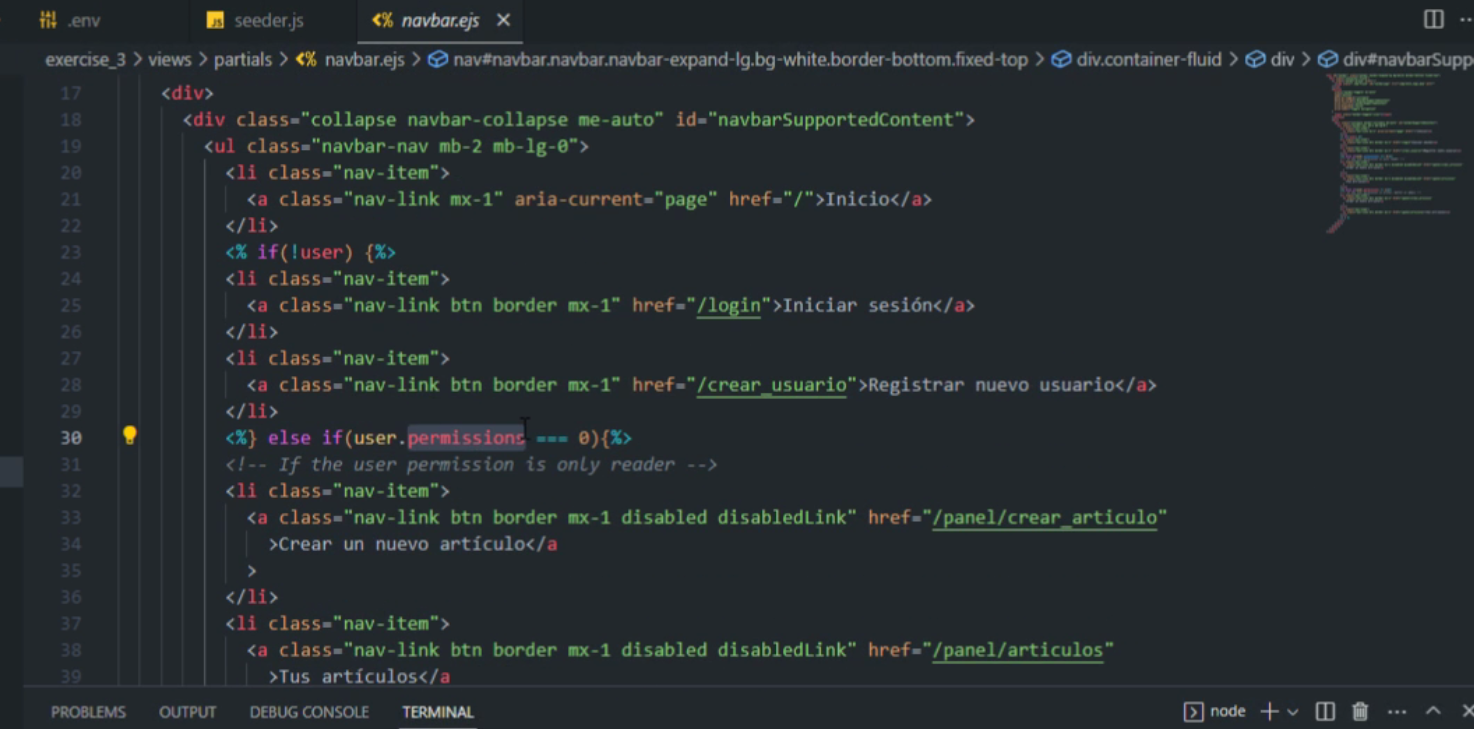 .env
seeder.js
navbar.ejs
exercise_3 > views > partials > navbar.ejs > nav#navbar.navbar.navbar-expand-lg.bg-white.border-bottom.fixed-top > div.container-fluid > div > div#navbarSupp
17 <div>
18 <div class="collapse navbar-collapse me-auto" id="navbarSupportedContent">
19 <ul class="navbar-nav mb-2 mb-lg-0">
20 <li class="nav-item">
21 <a class="nav-link mx-1" aria-current="page" href="/">Inicio</a>
22 </li>
23 <% if(!user) {%>
24 <li class="nav-item">
25 <a class="nav-link btn border mx-1" href="/login">Iniciar sesión</a>
26 </li>
27 <li class="nav-item">
28 <a class="nav-link btn border mx-1" href="/crear_usuario">Registrar nuevo usuario</a>
29 </li>
30 <%} else if(user.permissions === 0){%>
31 <!-- If the user permission is only reader -->
32 <li class="nav-item">
33 <a class="nav-link btn border mx-1 disabled disabledLink" href="/panel/crear_articulo"
34 >Crear un nuevo artículo</a
35 >
36 </li>
37 <li class="nav-item">
38 <a class="nav-link btn border mx-1 disabled disabledLink" href="/panel/articulos"
39 >Tus artículos</a
PROBLEMS OUTPUT DEBUG CONSOLE TERMINAL node